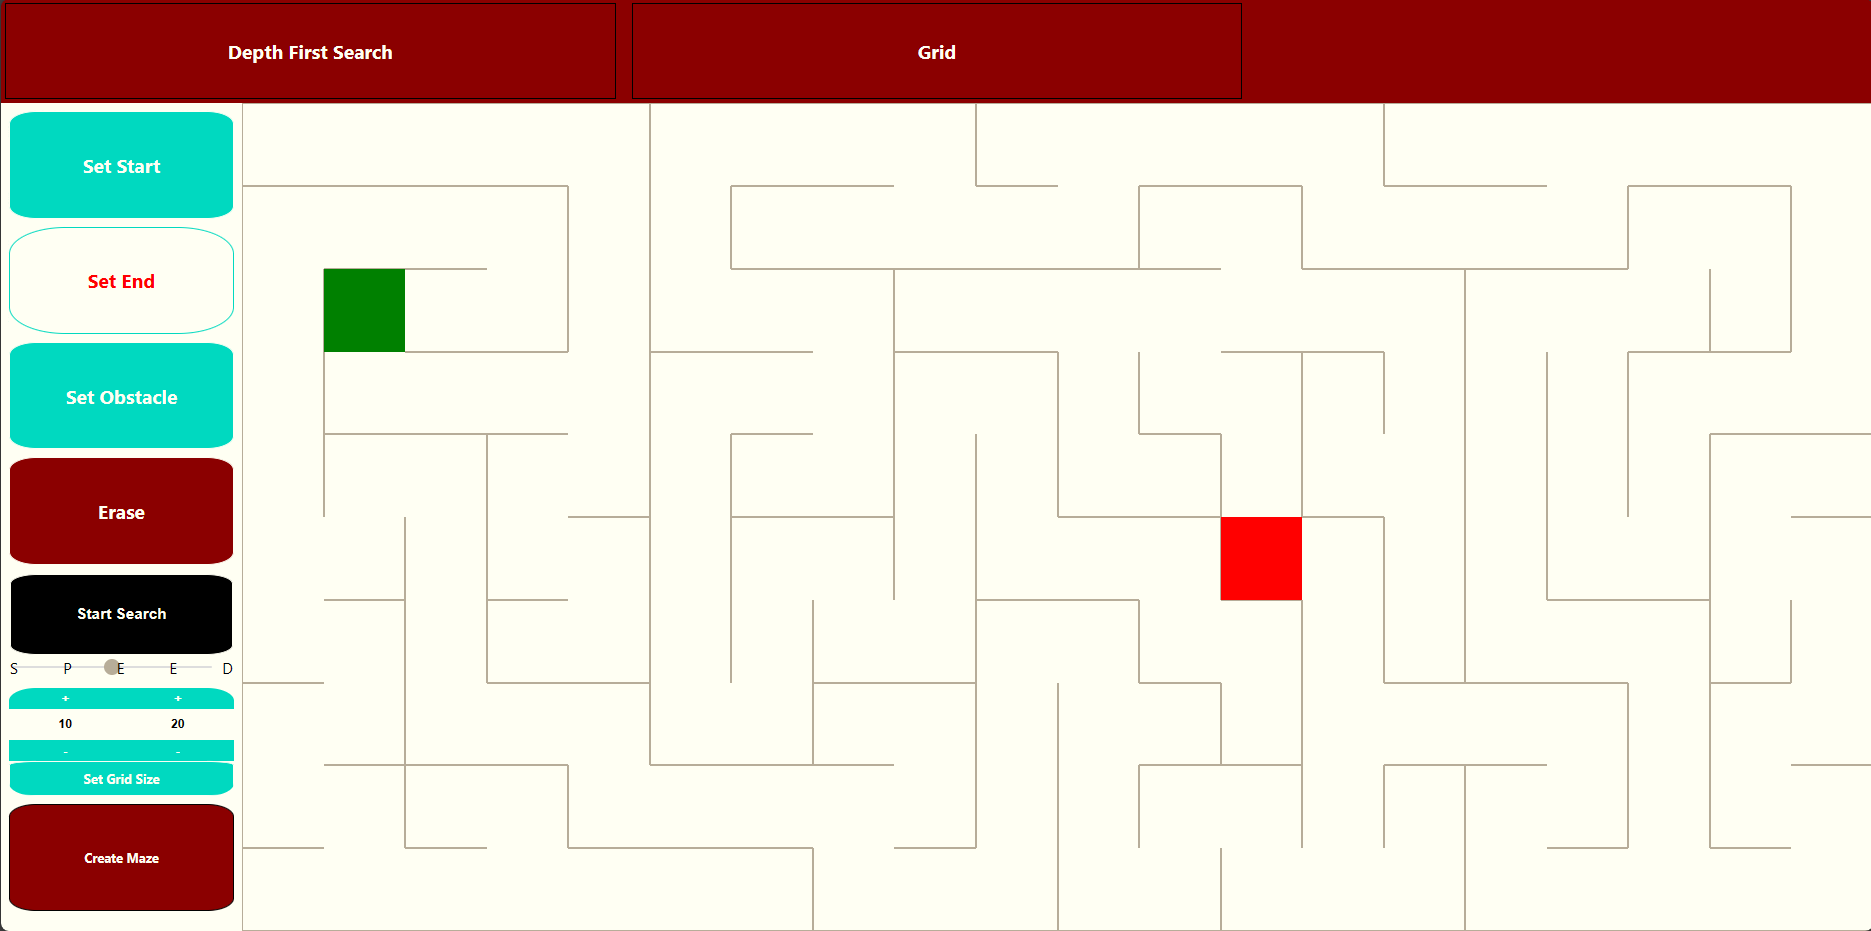 Depth First Search
Grid
Set Start
Set End
Set Obstacle
Erase
Start Search
S P E E D
+ +
10 20
- -
Set Grid Size
Create Maze